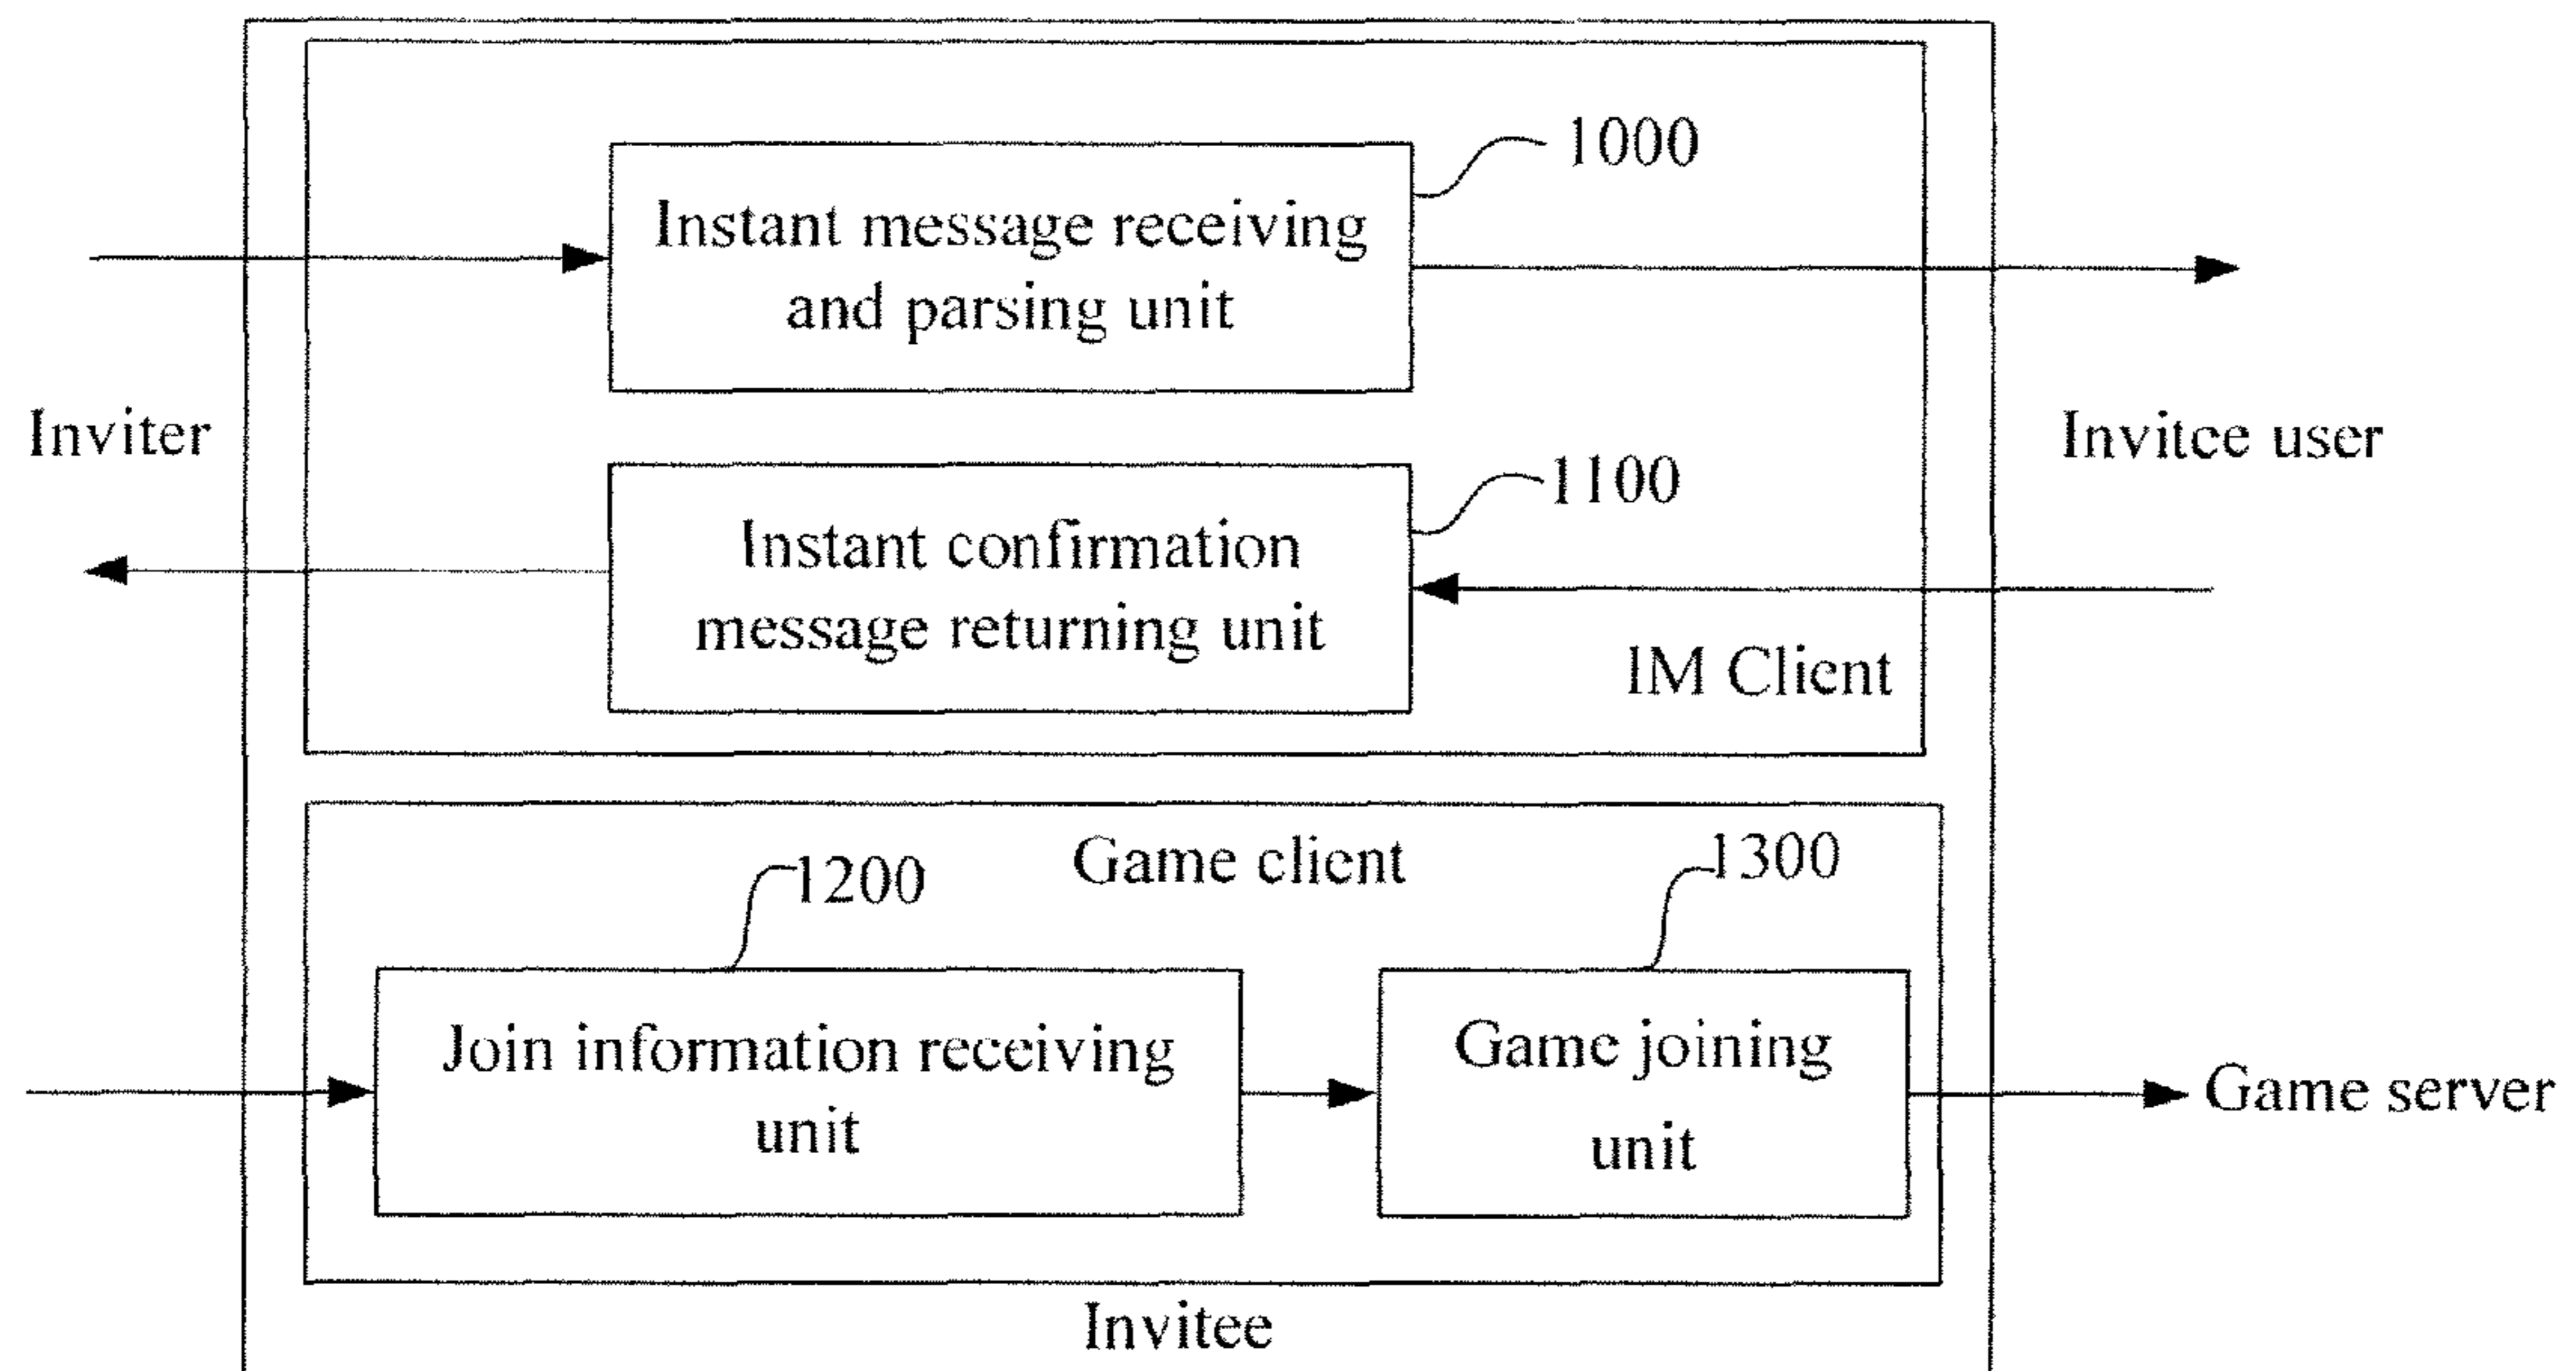 1000
Instant message receiving
and parsing unit
Inviter
Invitee user
1100
Instant confirmation
message returning unit
IM Client
Game client
1200
1300
Join information receiving
unit
Game joining
unit
Game server
Invitee